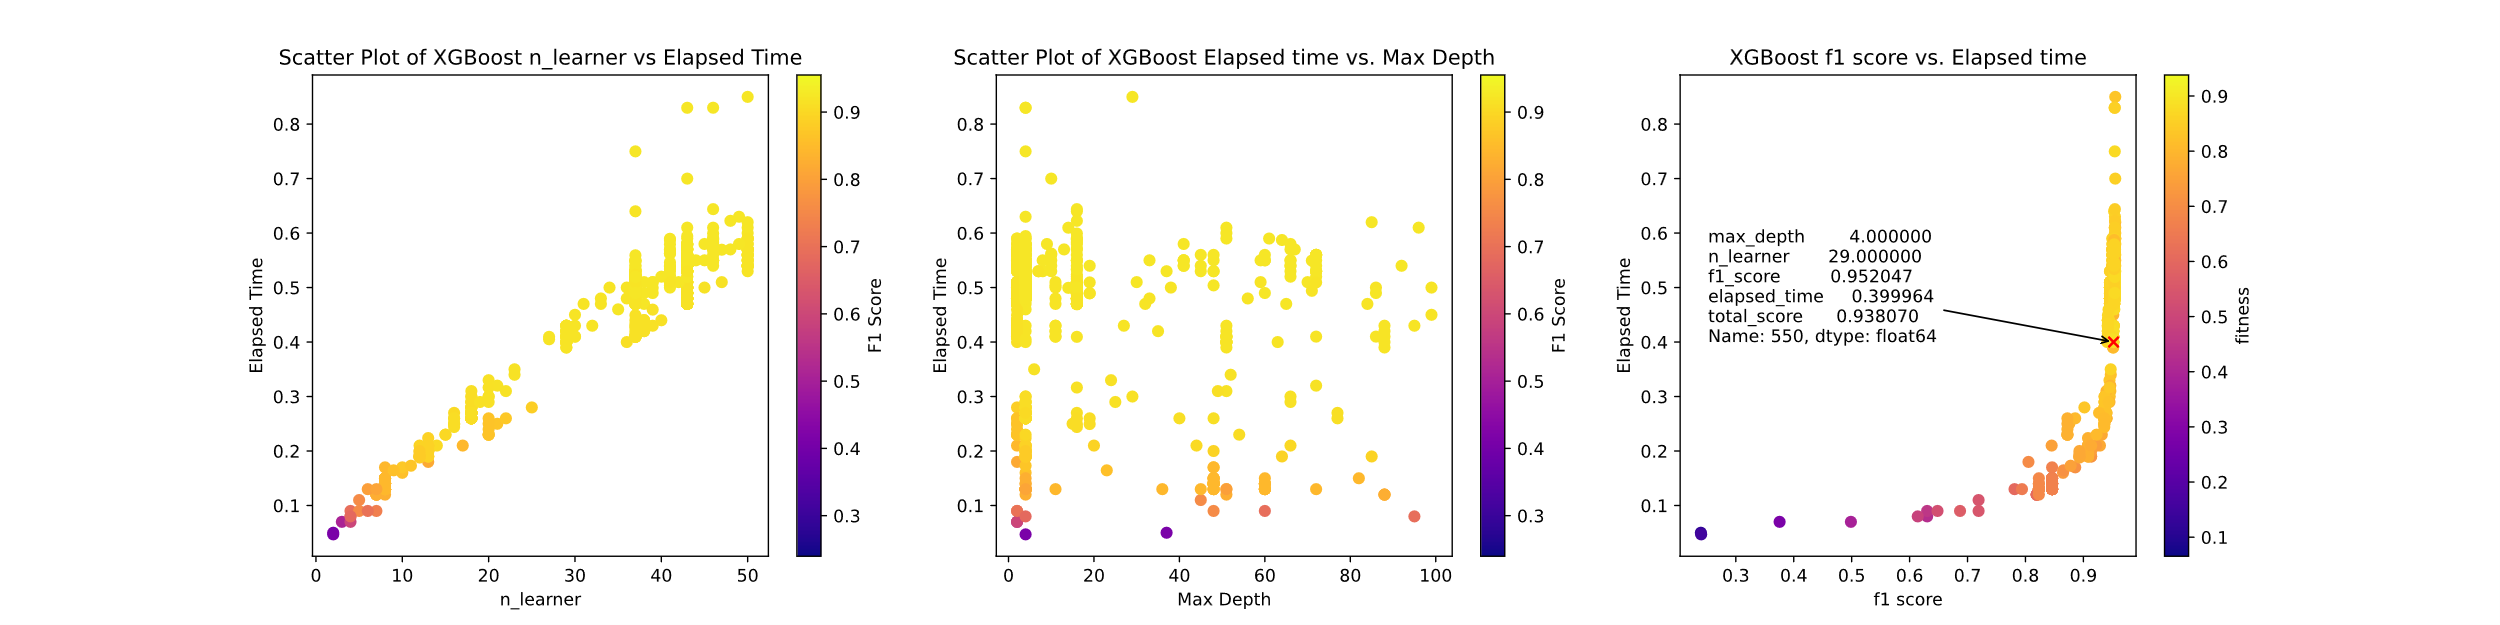 Scatter Plot of XGBoost n_learner vs Elapsed Time
0.8
0.7
0.6
0.5
0.4
0.3
0.2
0.1
Elapsed Time
0 10 20 30 40 50
n_learner
0.9
0.8
0.7
0.6
0.5
0.4
0.3
F1 Score
Scatter Plot of XGBoost Elapsed time vs. Max Depth
0.8
0.7
0.6
0.5
0.4
0.3
0.2
0.1
Elapsed Time
0 20 40 60 80 100
Max Depth
0.9
0.8
0.7
0.6
0.5
0.4
0.3
F1 Score
XGBoost f1 score vs. Elapsed time
0.8
0.7
0.6
0.5
0.4
0.3
0.2
0.1
Elapsed Time
max_depth 4.000000
n_learner 29.000000
f1_score 0.952047
elapsed_time 0.399964
total_score 0.938070
Name: 550, dtype: float64
0.3 0.4 0.5 0.6 0.7 0.8 0.9
f1 score
0.9
0.8
0.7
0.6
0.5
0.4
0.3
0.2
0.1
fitness